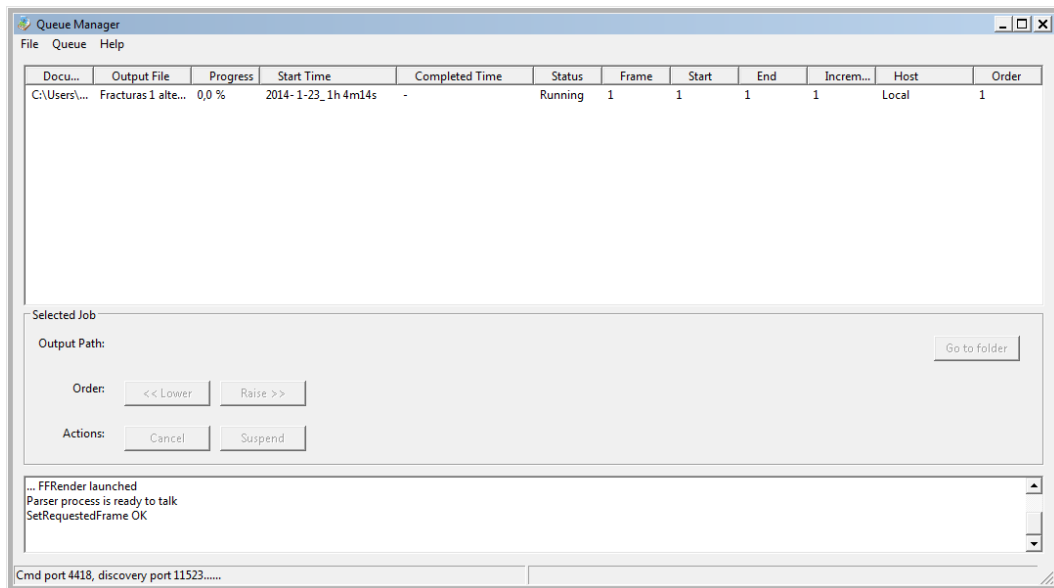 Queue Manager
File Queue Help
Docu... Output File Progress Start Time Completed Time Status Frame Start End Increm... Host Order
C:\Users\... Fracturas 1 alte... 0,0 % 2014- 1-23_ 1h 4m14s - Running 1 1 1 1 Local 1
Selected Job
Output Path:
Go to folder
Order: << Lower Raise >>
Actions: Cancel Suspend
... FFRender launched
Parser process is ready to talk
SetRequestedFrame OK
Cmd port 4418, discovery port 11523......